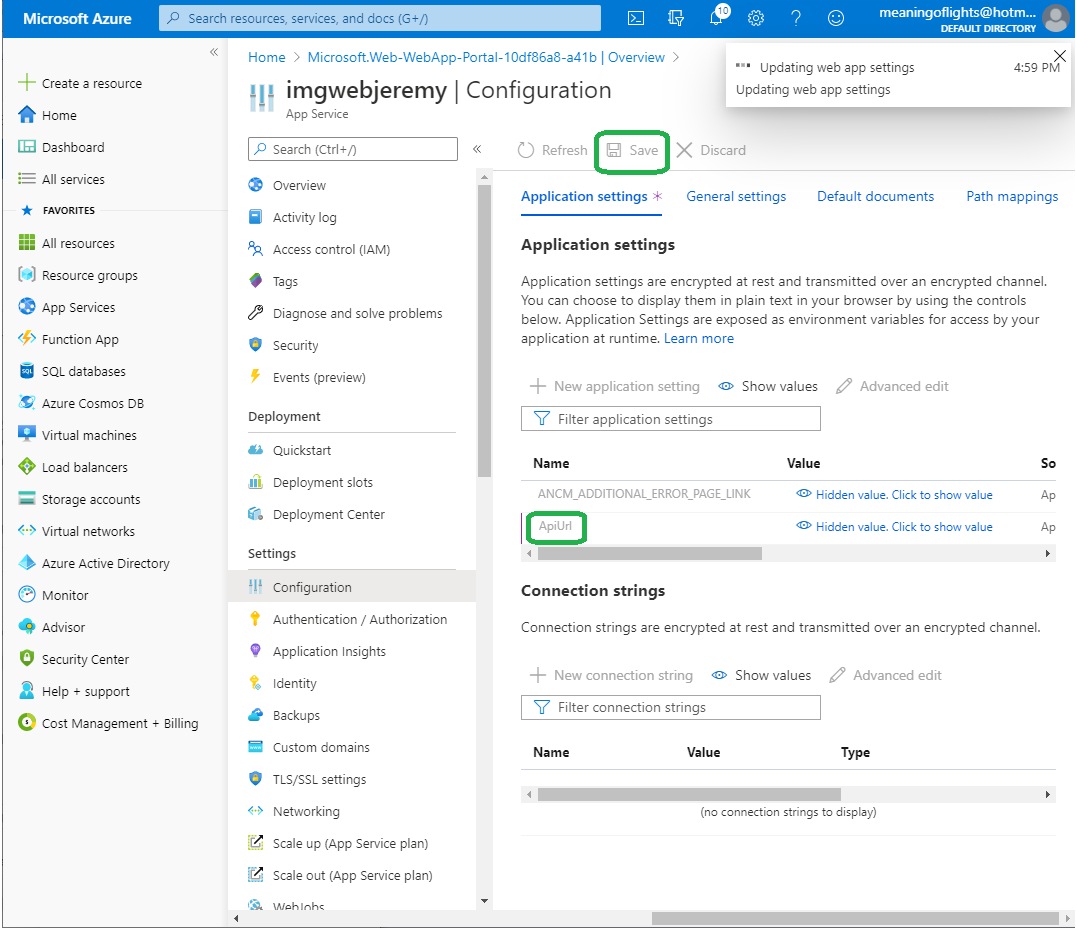 Microsoft Azure
Search resources, services, and docs (G+/)
10
meaningoflights@hotm...
DEFAULT DIRECTORY
«
Create a resource
Home
Dashboard
All services
FAVORITES
All resources
Resource groups
App Services
Function App
SQL databases
Azure Cosmos DB
Virtual machines
Load balancers
Storage accounts
Virtual networks
Azure Active Directory
Monitor
Advisor
Security Center
Help + support
Cost Management + Billing
Home > Microsoft.Web-WebApp-Portal-10df86a8-a41b | Overview >
imgwebjeremy | Configuration
App Service
Updating web app settings 4:59 PM
Updating web app settings
Search (Ctrl+/) «
Overview
Activity log
Access control (IAM)
Tags
Diagnose and solve problems
Security
Events (preview)
Deployment
Quickstart
Deployment slots
Deployment Center
Settings
Configuration
Authentication / Authorization
Application Insights
Identity
Backups
Custom domains
TLS/SSL settings
Networking
Scale up (App Service plan)
Scale out (App Service plan)
WebJobs
Refresh Save Discard
Application settings * General settings Default documents Path mappings
Application settings
Application settings are encrypted at rest and transmitted over an encrypted channel.
You can choose to display them in plain text in your browser by using the controls
below. Application Settings are exposed as environment variables for access by your
application at runtime. Learn more
New application setting Show values Advanced edit
Filter application settings
Name Value So
ANCM_ADDITIONAL_ERROR_PAGE_LINK Hidden value. Click to show value Ap
ApiUrl Hidden value. Click to show value Ap
Connection strings
Connection strings are encrypted at rest and transmitted over an encrypted channel.
New connection string Show values Advanced edit
Filter connection strings
Name Value Type
(no connection strings to display)